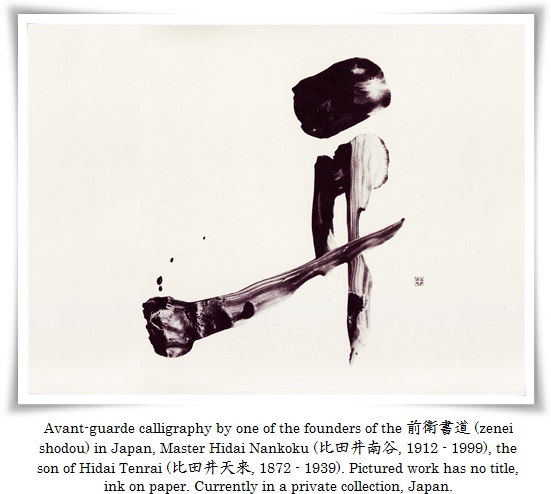 Avant-guarde calligraphy by one of the founders of the 前衛書道 (zenei
shodou) in Japan, Master Hidai Nankoku (比田井南谷, 1912 - 1999), the
son of Hidai Tenrai (比田井天来, 1872 - 1939). Pictured work has no title,
ink on paper. Currently in a private collection, Japan.